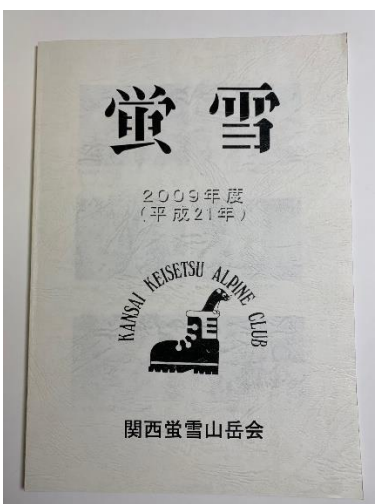 蛍雪
2009年度
(平成21年)
KANSAI KEISETSU ALPINE CLUB
関西蛍雪山岳会